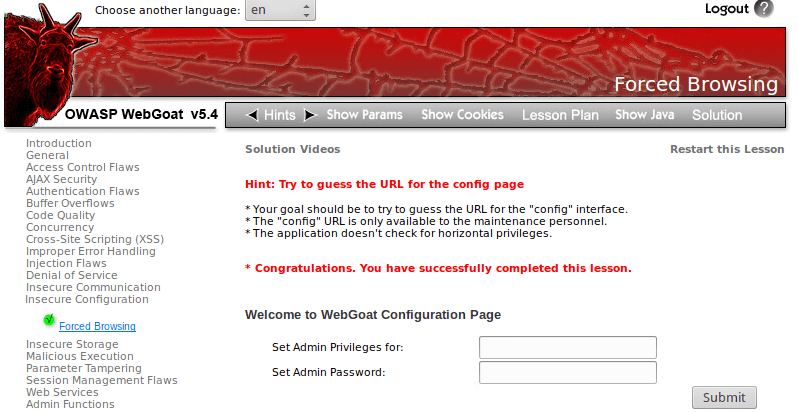 Choose another language: en
Logout ?
Forced Browsing
OWASP WebGoat v5.4
Hints Show Params Show Cookies Lesson Plan Show Java Solution
Introduction
General
Access Control Flaws
AJAX Security
Authentication Flaws
Buffer Overflows
Code Quality
Concurrency
Cross-Site Scripting (XSS)
Improper Error Handling
Injection Flaws
Denial of Service
Insecure Communication
Insecure Configuration
Forced Browsing
Insecure Storage
Malicious Execution
Parameter Tampering
Session Management Flaws
Web Services
Admin Functions
Solution Videos
Restart this Lesson
Hint: Try to guess the URL for the config page
* Your goal should be to try to guess the URL for the "config" interface.
* The "config" URL is only available to the maintenance personnel.
* The application doesn't check for horizontal privileges.
* Congratulations. You have successfully completed this lesson.
Welcome to WebGoat Configuration Page
Set Admin Privileges for:
Set Admin Password:
Submit